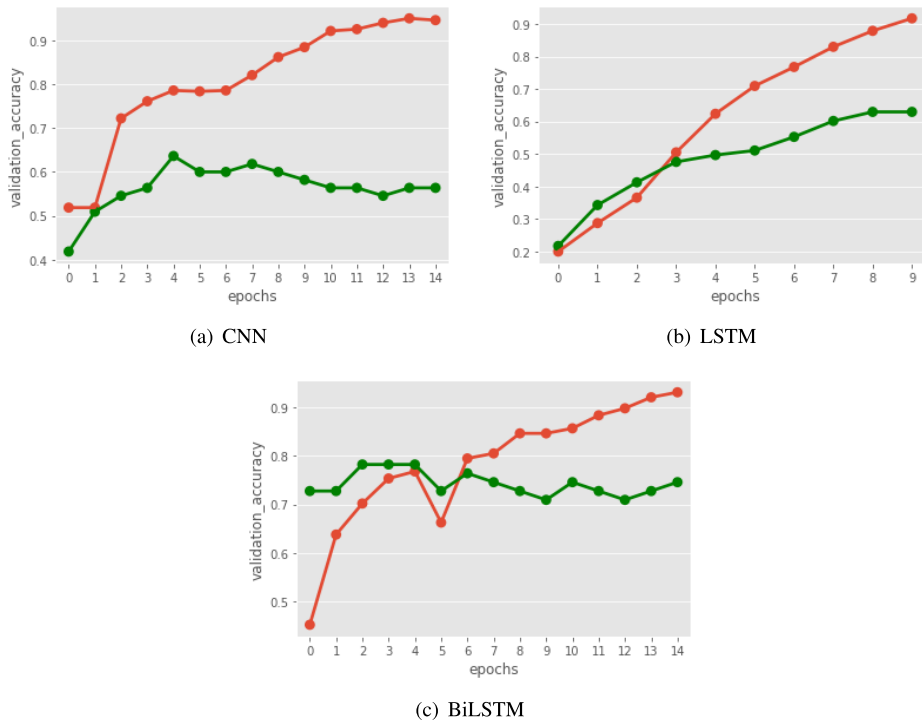 0.9
0.8
0.7
0.6
0.5
0.4
validation_accuracy
0 1 2 3 4 5 6 7 8 9 10 11 12 13 14
epochs
(a) CNN
0.9
0.8
0.7
0.6
0.5
0.4
0.3
0.2
validation_accuracy
0 1 2 3 4 5 6 7 8 9
epochs
(b) LSTM
0.9
0.8
0.7
0.6
0.5
validation_accuracy
0 1 2 3 4 5 6 7 8 9 10 11 12 13 14
epochs
(c) BiLSTM